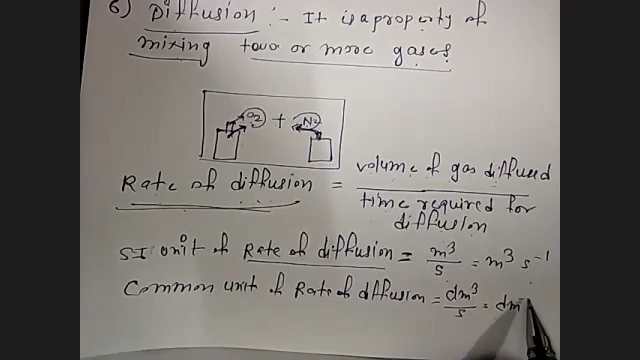 6) Diffusion :- It is a property of
mixing two or more gases
O2 + N2
Rate of diffusion = volume of gas diffused
time required for
diffusion
SI unit of Rate of diffusion = m³/s = m³ s⁻¹
Common unit of Rate of diffusion = dm³/s = dm